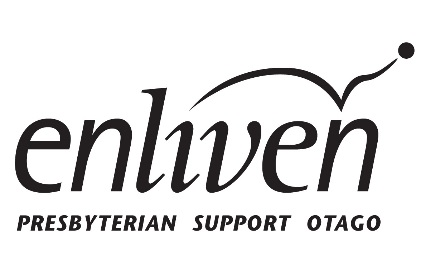 enliven
PRESBYTERIAN SUPPORT OTAGO